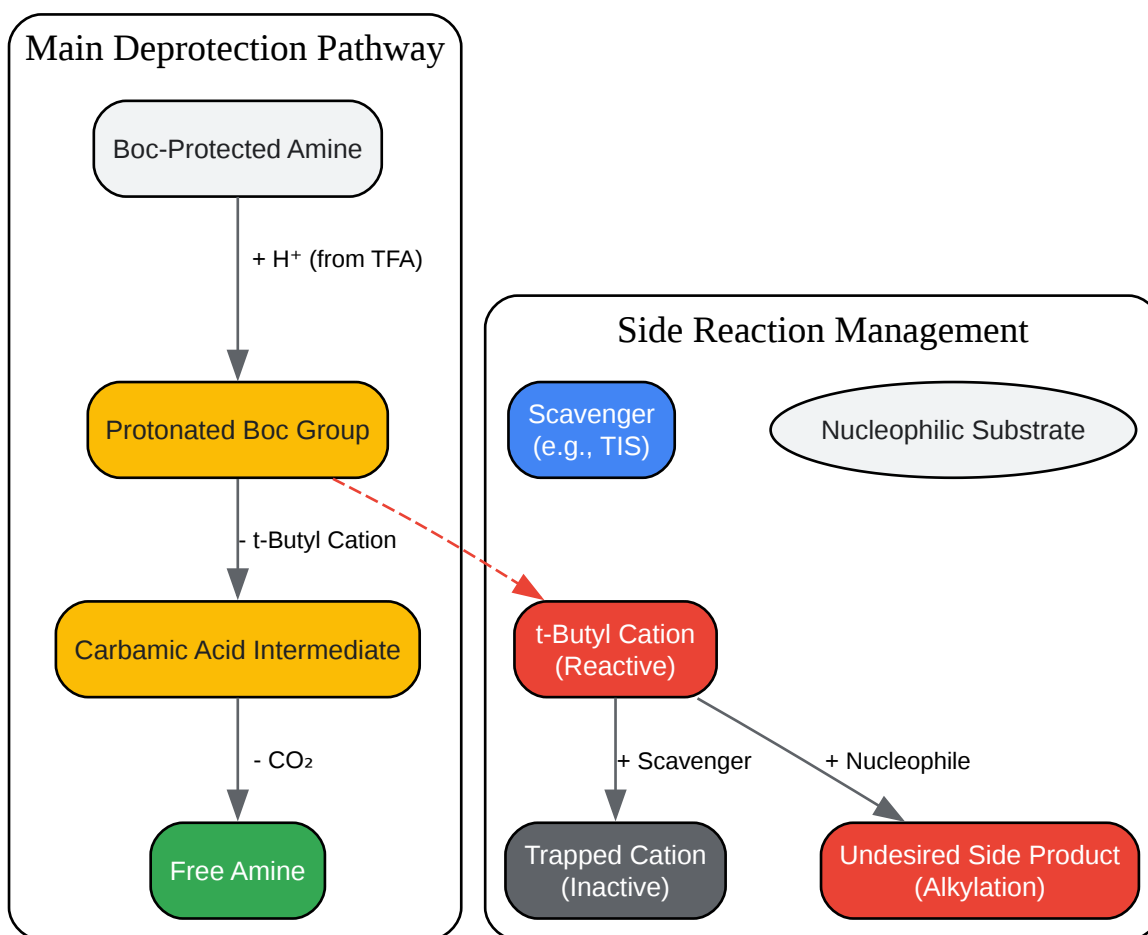 Main Deprotection Pathway
Boc-Protected Amine
+ H⁺ (from TFA)
Protonated Boc Group
- t-Butyl Cation
Carbamic Acid Intermediate
- CO₂
Free Amine
Side Reaction Management
Scavenger
(e.g., TIS)
Nucleophilic Substrate
t-Butyl Cation
(Reactive)
+ Scavenger
+ Nucleophile
Trapped Cation
(Inactive)
Undesired Side Product
(Alkylation)